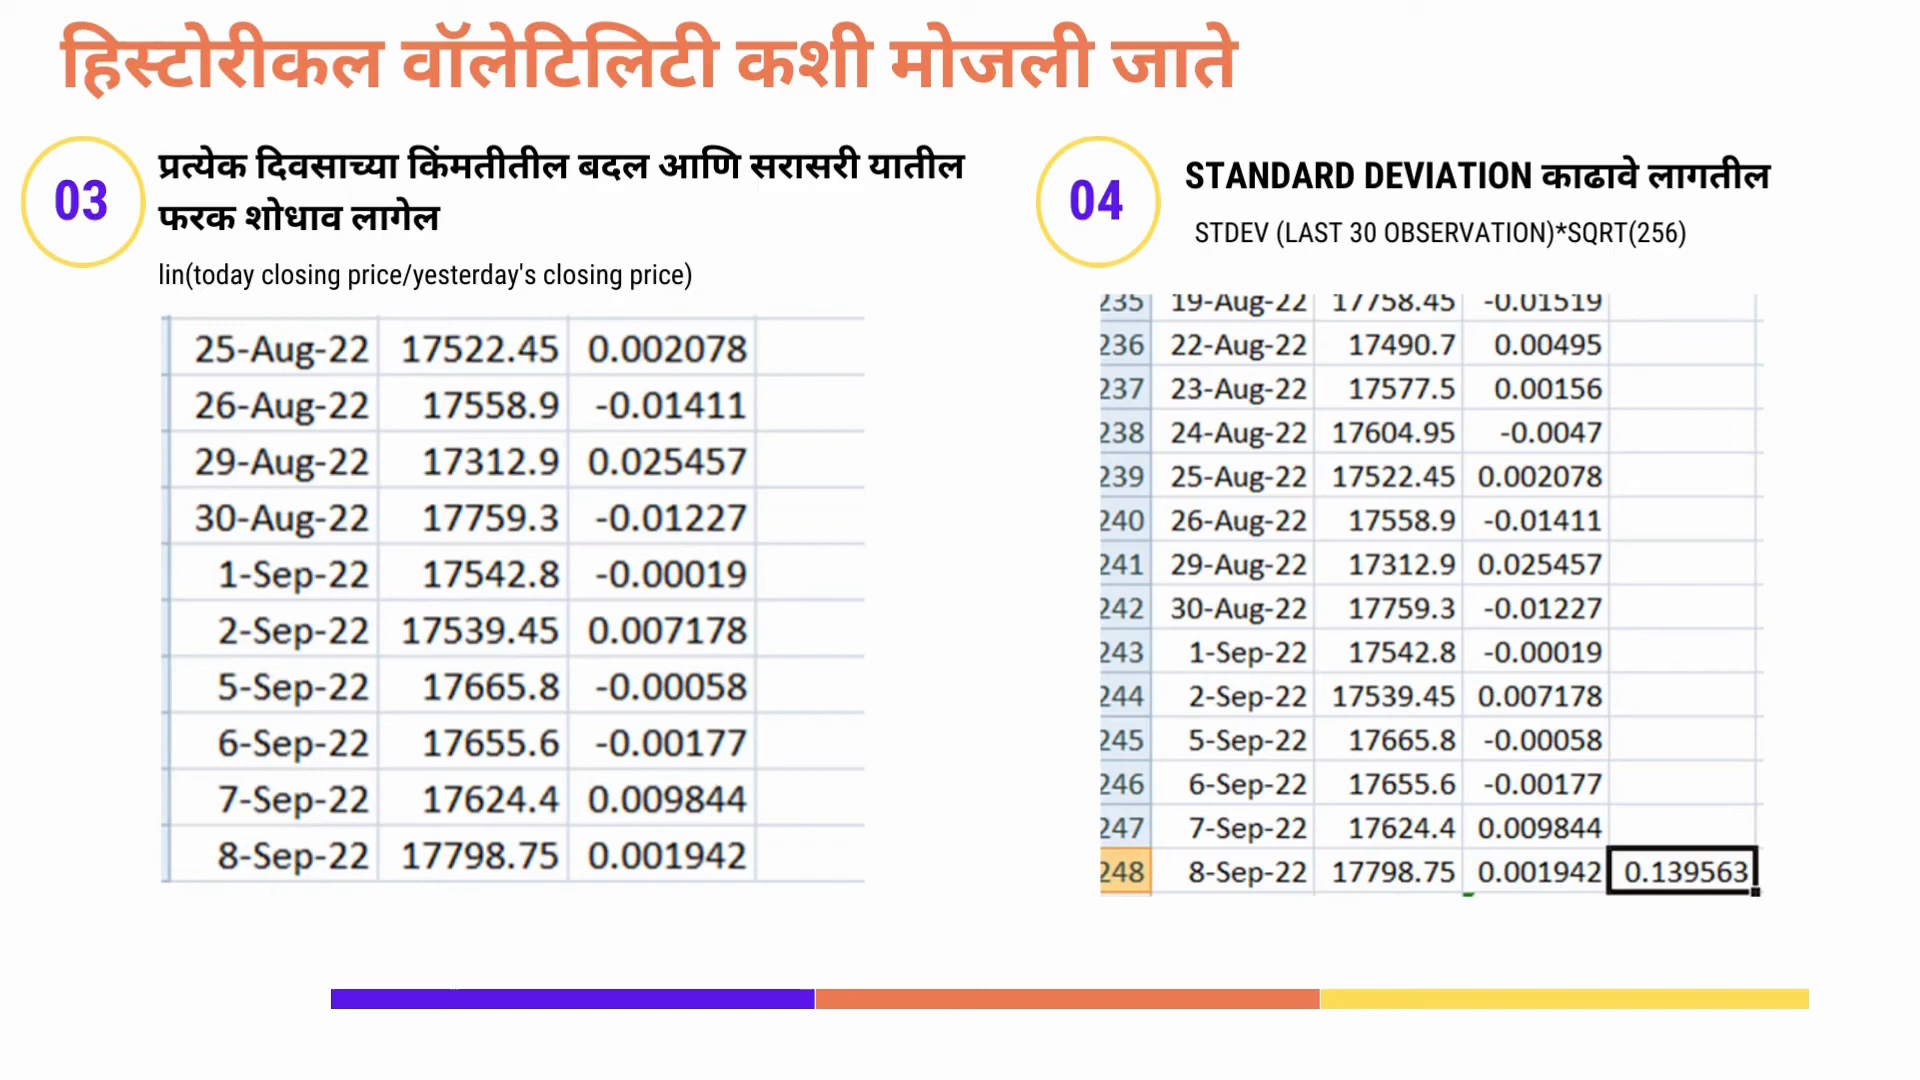 हिस्टोरीकल वॉलेटिलिटी कशी मोजली जाते
03
प्रत्येक दिवसाच्या किंमतीतील बदल आणि सरासरी यातील
फरक शोधाव लागेल
lin(today closing price/yesterday's closing price)
25-Aug-22 17522.45 0.002078
26-Aug-22 17558.9 -0.01411
29-Aug-22 17312.9 0.025457
30-Aug-22 17759.3 -0.01227
1-Sep-22 17542.8 -0.00019
2-Sep-22 17539.45 0.007178
5-Sep-22 17665.8 -0.00058
6-Sep-22 17655.6 -0.00177
7-Sep-22 17624.4 0.009844
8-Sep-22 17798.75 0.001942
04
STANDARD DEVIATION काढावे लागतील
STDEV (LAST 30 OBSERVATION)*SQRT(256)
235 19-Aug-22 17758.45 -0.01519
236 22-Aug-22 17490.7 0.00495
237 23-Aug-22 17577.5 0.00156
238 24-Aug-22 17604.95 -0.0047
239 25-Aug-22 17522.45 0.002078
240 26-Aug-22 17558.9 -0.01411
241 29-Aug-22 17312.9 0.025457
242 30-Aug-22 17759.3 -0.01227
243 1-Sep-22 17542.8 -0.00019
244 2-Sep-22 17539.45 0.007178
245 5-Sep-22 17665.8 -0.00058
246 6-Sep-22 17655.6 -0.00177
247 7-Sep-22 17624.4 0.009844
248 8-Sep-22 17798.75 0.001942 0.139563